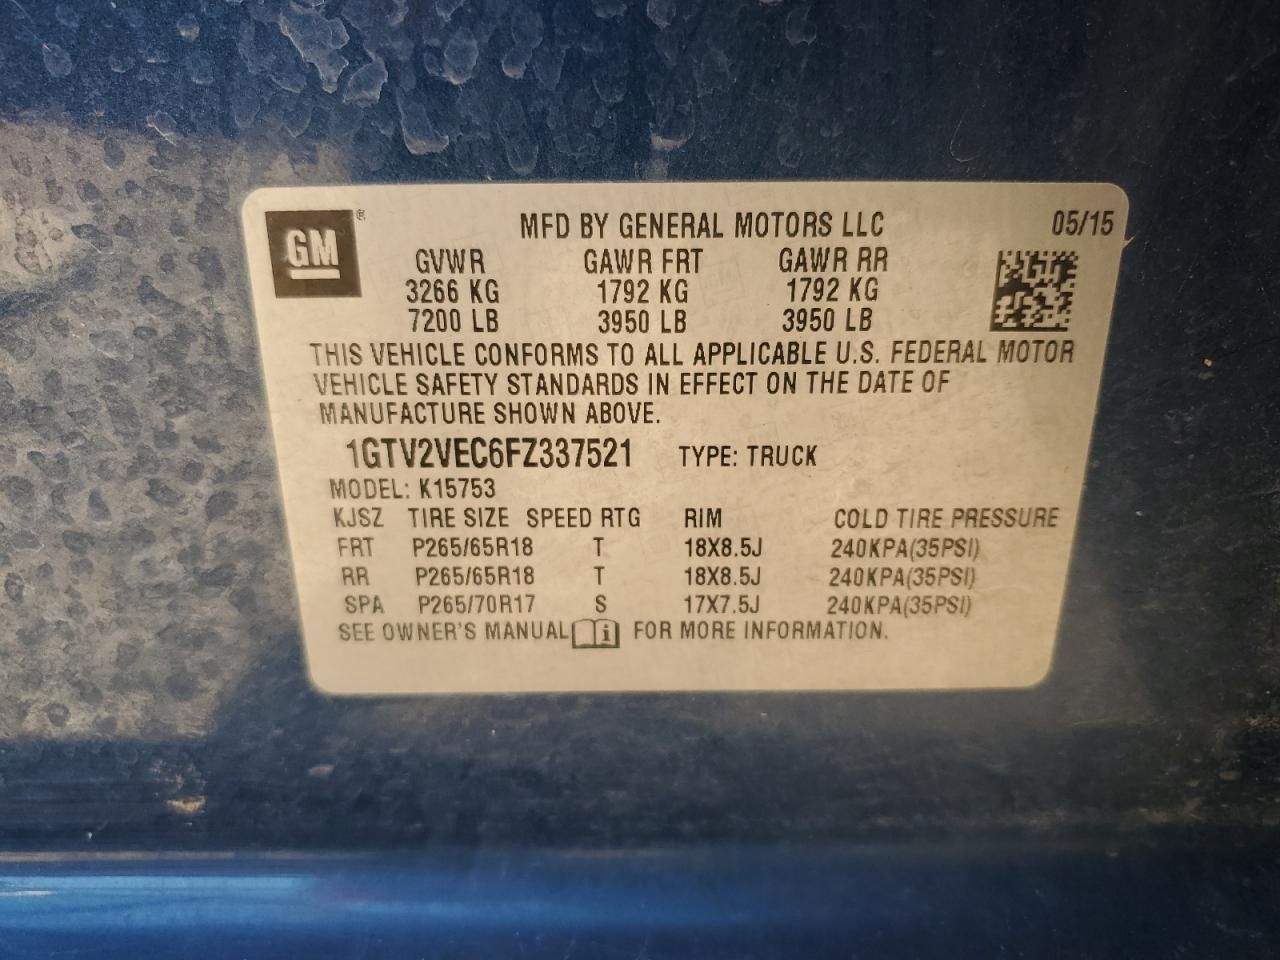 GM ®
MFD BY GENERAL MOTORS LLC 05/15
GVWR GAWR FRT GAWR RR
3266 KG 1792 KG 1792 KG
7200 LB 3950 LB 3950 LB
THIS VEHICLE CONFORMS TO ALL APPLICABLE U.S. FEDERAL MOTOR
VEHICLE SAFETY STANDARDS IN EFFECT ON THE DATE OF
MANUFACTURE SHOWN ABOVE.
1GTV2VEC6FZ337521 TYPE: TRUCK
MODEL: K15753
KJSZ TIRE SIZE SPEED RTG RIM COLD TIRE PRESSURE
FRT P265/65R18 T 18X8.5J 240KPA(35PSI)
RR P265/65R18 T 18X8.5J 240KPA(35PSI)
SPA P265/70R17 S 17X7.5J 240KPA(35PSI)
SEE OWNER'S MANUAL i FOR MORE INFORMATION.